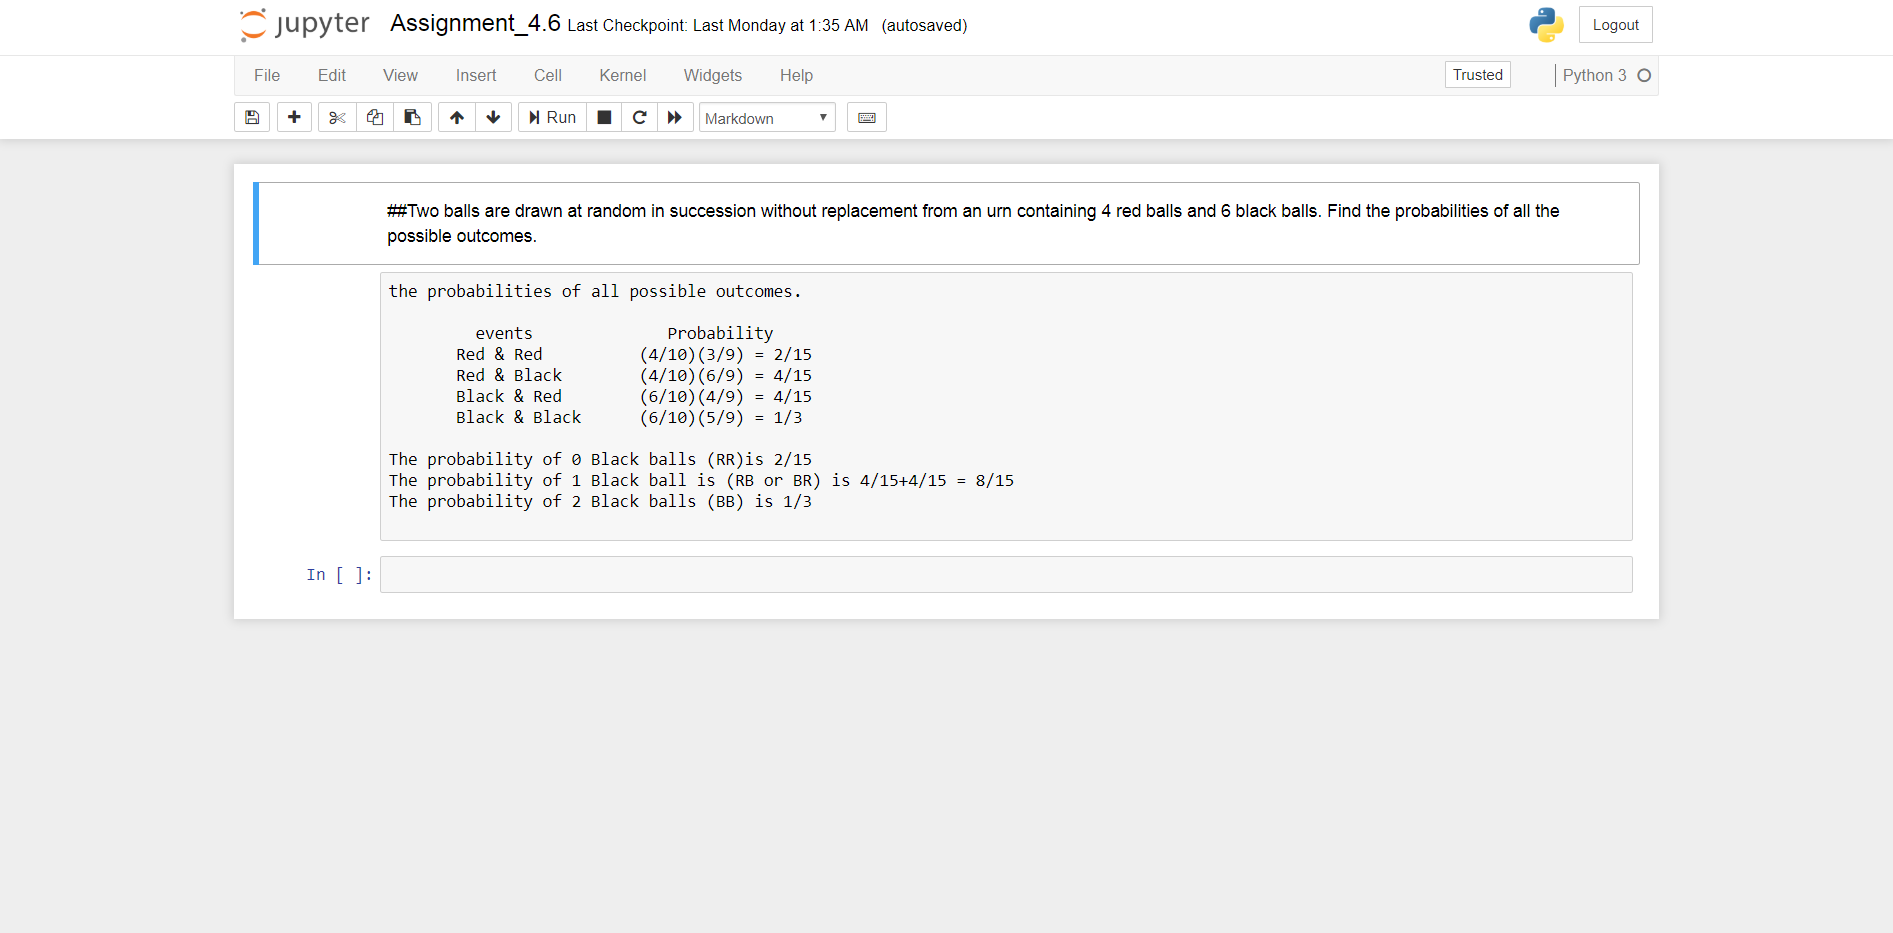 jupyter Assignment_4.6 Last Checkpoint: Last Monday at 1:35 AM (autosaved) Logout
File Edit View Insert Cell Kernel Widgets Help Trusted Python 3
Run Markdown
##Two balls are drawn at random in succession without replacement from an urn containing 4 red balls and 6 black balls. Find the probabilities of all the
possible outcomes.
the probabilities of all possible outcomes.
events Probability
Red & Red (4/10)(3/9) = 2/15
Red & Black (4/10)(6/9) = 4/15
Black & Red (6/10)(4/9) = 4/15
Black & Black (6/10)(5/9) = 1/3
The probability of 0 Black balls (RR)is 2/15
The probability of 1 Black ball is (RB or BR) is 4/15+4/15 = 8/15
The probability of 2 Black balls (BB) is 1/3
In [ ]: